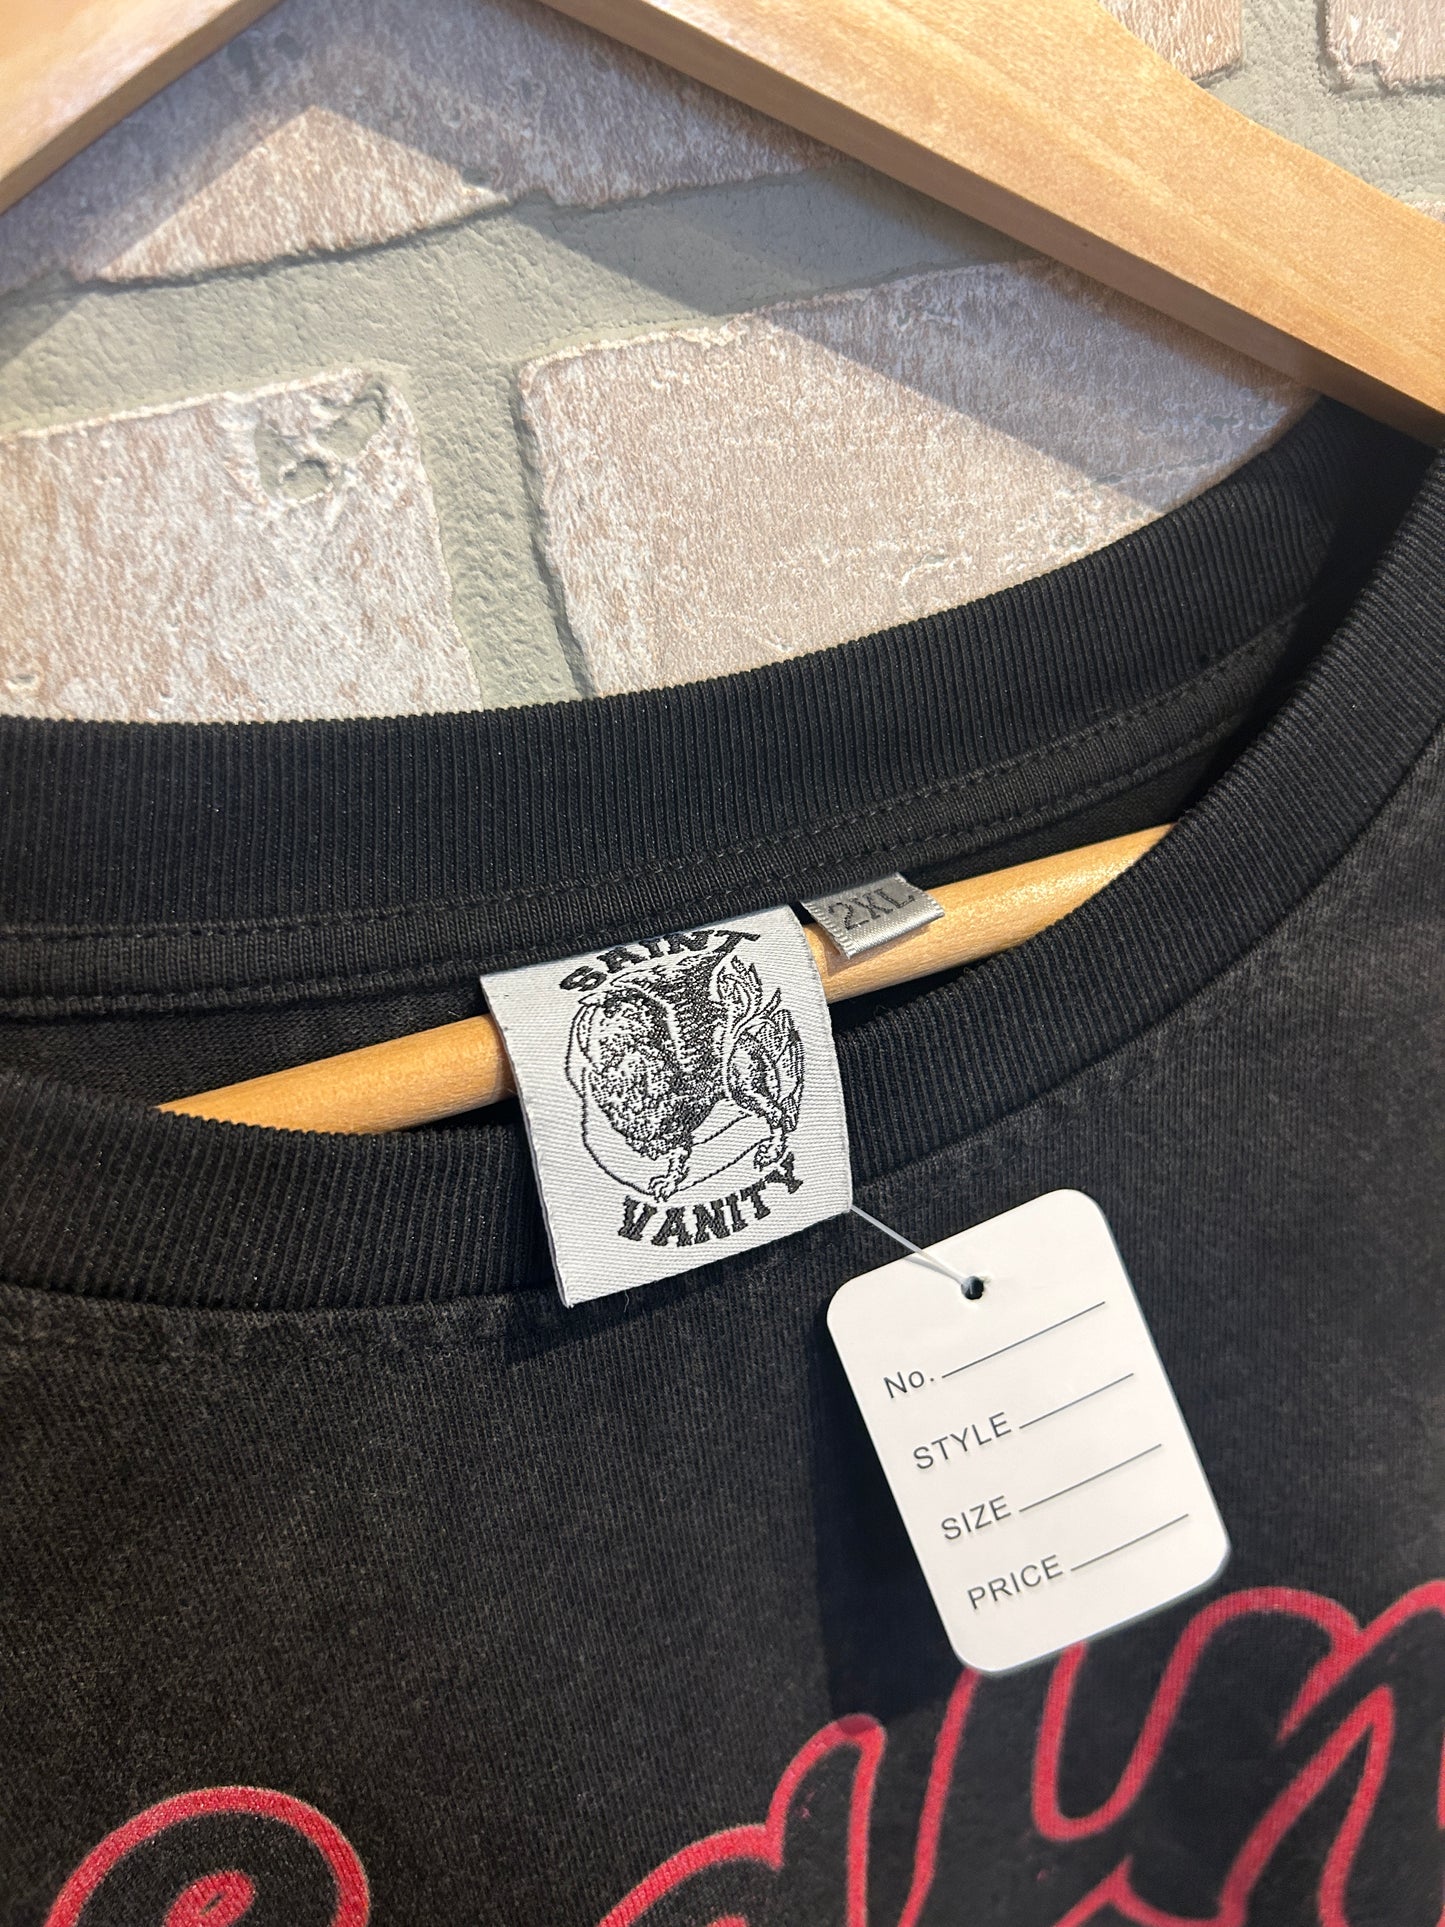 2XL
SAINT
VANITY
No.
STYLE
SIZE
PRICE